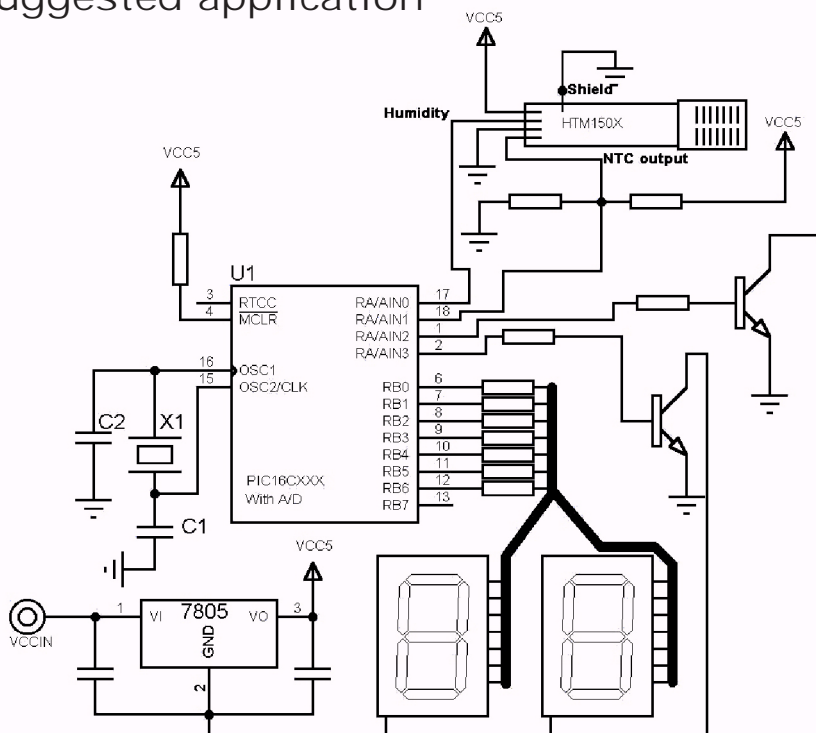 uggested application
VCC5
Shield
Humidity
HTM150X
VCC5
NTC output
VCC5
U1
3 RTCC
4 MCLR
16 OSC1
15 OSC2/CLK
RA/AIN0 17
RA/AIN1 18
RA/AIN2 1
RA/AIN3 2
RB0 6
RB1 7
RB2 8
RB3 9
RB4 10
RB5 11
RB6 12
RB7 13
PIC16CXXX
With A/D
C2
X1
C1
VCC5
1 VI 7805 VO 3
GND
2
VCCIN